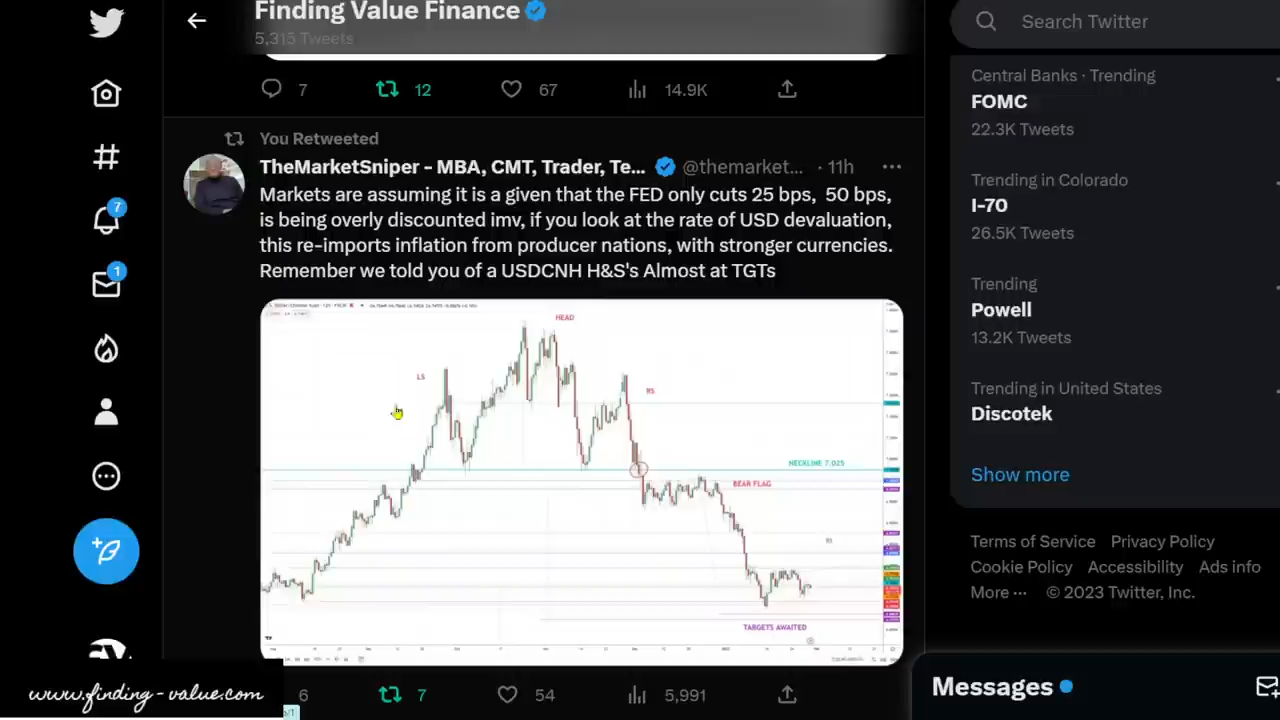 Finding Value Finance
5,315 Tweets
Search Twitter
7
12
67
14.9K
Central Banks · Trending
FOMC
22.3K Tweets
You Retweeted
TheMarketSniper - MBA, CMT, Trader, Te... @themarket... · 11h
Markets are assuming it is a given that the FED only cuts 25 bps, 50 bps,
is being overly discounted imv, if you look at the rate of USD devaluation,
this re-imports inflation from producer nations, with stronger currencies.
Remember we told you of a USDCNH H&S's Almost at TGTs
Trending in Colorado
I-70
26.5K Tweets
Trending
Powell
13.2K Tweets
Trending in United States
Discotek
Show more
7
1
HEAD
LS
RS
NECKLINE 7.025
BEAR FLAG
TARGETS AWAITED
Terms of Service Privacy Policy
Cookie Policy Accessibility Ads info
More ··· © 2023 Twitter, Inc.
6
7
54
5,991
Messages
www.finding-value.com